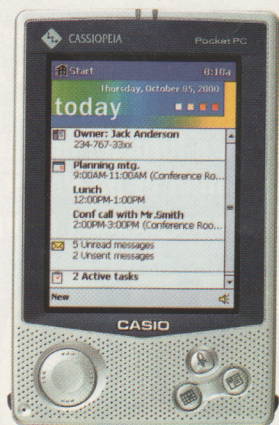 CASSIOPEIA Pocket PC
Start 8:10a
Thursday, October 05, 2000
today
Owner: Jack Anderson
234-767-33xx
Planning mtg.
9:00AM-11:00AM (Conference Ro...
Lunch
12:00PM-1:00PM
Conf call with Mr.Smith
2:00PM-3:00PM (Conference Roo...
5 Unread messages
2 Unsent messages
2 Active tasks
New
CASIO